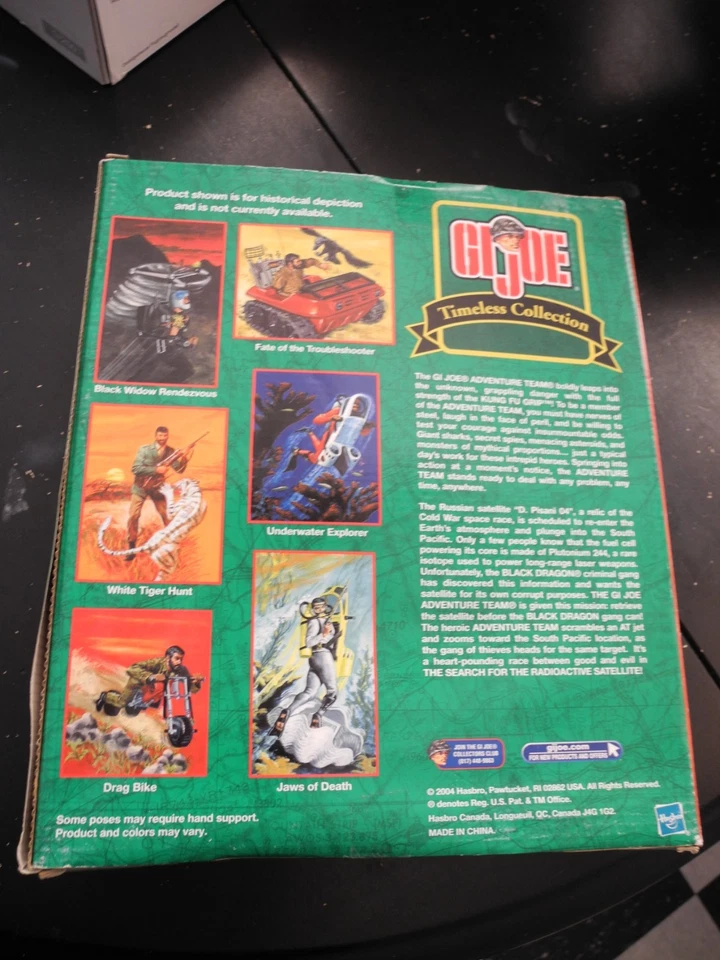 Product shown is for historical depiction
and is not currently available.
Black Widow Rendezvous
Fate of the Troubleshooter
White Tiger Hunt
Underwater Explorer
Drag Bike
Jaws of Death
Some poses may require hand support.
Product and colors may vary.
GI JOE
Timeless Collection
The GI JOE® ADVENTURE TEAM® boldly leaps into
the unknown, grappling danger with the full
strength of the KUNG FU GRIP®! To be a member
of the ADVENTURE TEAM, you must have nerves of
steel, laugh in the face of peril, and be willing to
test your courage against insurmountable odds.
Giant sharks, secret spies, menacing asteroids, and
monsters of mythical proportions... just a typical
day's work for these intrepid heroes. Springing into
action at a moment's notice, the ADVENTURE
TEAM stands ready to deal with any problem, any
time, anywhere.
The Russian satellite "D. Pisani 04", a relic of the
Cold War space race, is scheduled to re-enter the
Earth's atmosphere and plunge into the South
Pacific. Only a few people know that the fuel cell
powering its core is made of Plutonium 244, a rare
isotope used to power long-range laser weapons.
Unfortunately, the BLACK DRAGON® criminal gang
has discovered this information and wants the
satellite for its own corrupt purposes. THE GI JOE
ADVENTURE TEAM® is given this mission: retrieve
the satellite before the BLACK DRAGON gang can!
The heroic ADVENTURE TEAM scrambles an AT jet
and zooms toward the South Pacific location, as
the gang of thieves heads for the same target. It's
a heart-pounding race between good and evil in
THE SEARCH FOR THE RADIOACTIVE SATELLITE!
JOIN THE GI JOE®
COLLECTORS CLUB
gijoe.com
FOR NEW PRODUCTS AND OFFERS
© 2004 Hasbro, Pawtucket, RI 02862 USA. All Rights Reserved.
® denotes Reg. U.S. Pat. & TM Office.
Hasbro Canada, Longueuil, QC, Canada J4G 1G2.
MADE IN CHINA.
Hasbro